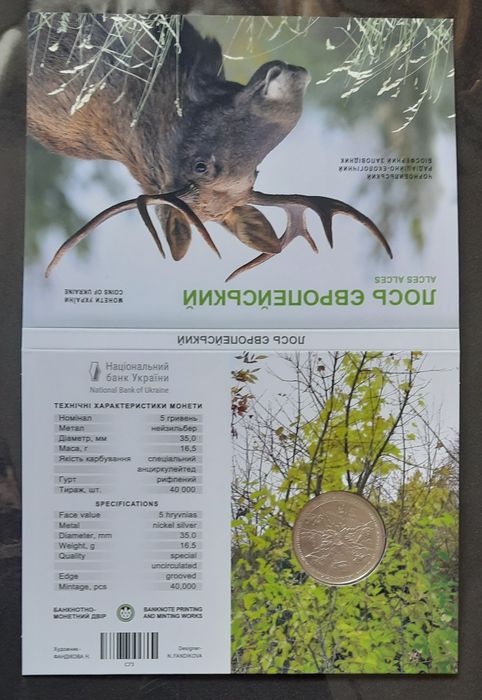 ЧОРНОБИЛЬСЬКИЙ
РАДІАЦІЙНО-ЕКОЛОГІЧНИЙ
БІОСФЕРНИЙ ЗАПОВІДНИК
МОНЕТИ УКРАЇНИ
COINS OF UKRAINE
ALCES ALCES
ЛОСЬ ЄВРОПЕЙСЬКИЙ
ЛОСЬ ЄВРОПЕЙСЬКИЙ
Національний
банк України
National Bank of Ukraine
ТЕХНІЧНІ ХАРАКТЕРИСТИКИ МОНЕТИ
Номінал 5 гривень
Метал нейзильбер
Діаметр, мм 35,0
Маса, г 16,5
Якість карбування спеціальний
анциркулейтед
Гурт рифлений
Тираж, шт. 40 000
SPECIFICATIONS
Face value 5 hryvnias
Metal nickel silver
Diameter, mm 35.0
Weight, g 16.5
Quality special
uncirculated
Edge grooved
Mintage, pcs 40,000
БАНКНОТНО-
МОНЕТНИЙ ДВІР
BANKNOTE PRINTING
AND MINTING WORKS
Художник -
ФАНДІКОВА Н.
C73
Designer-
N. FANDIKOVA